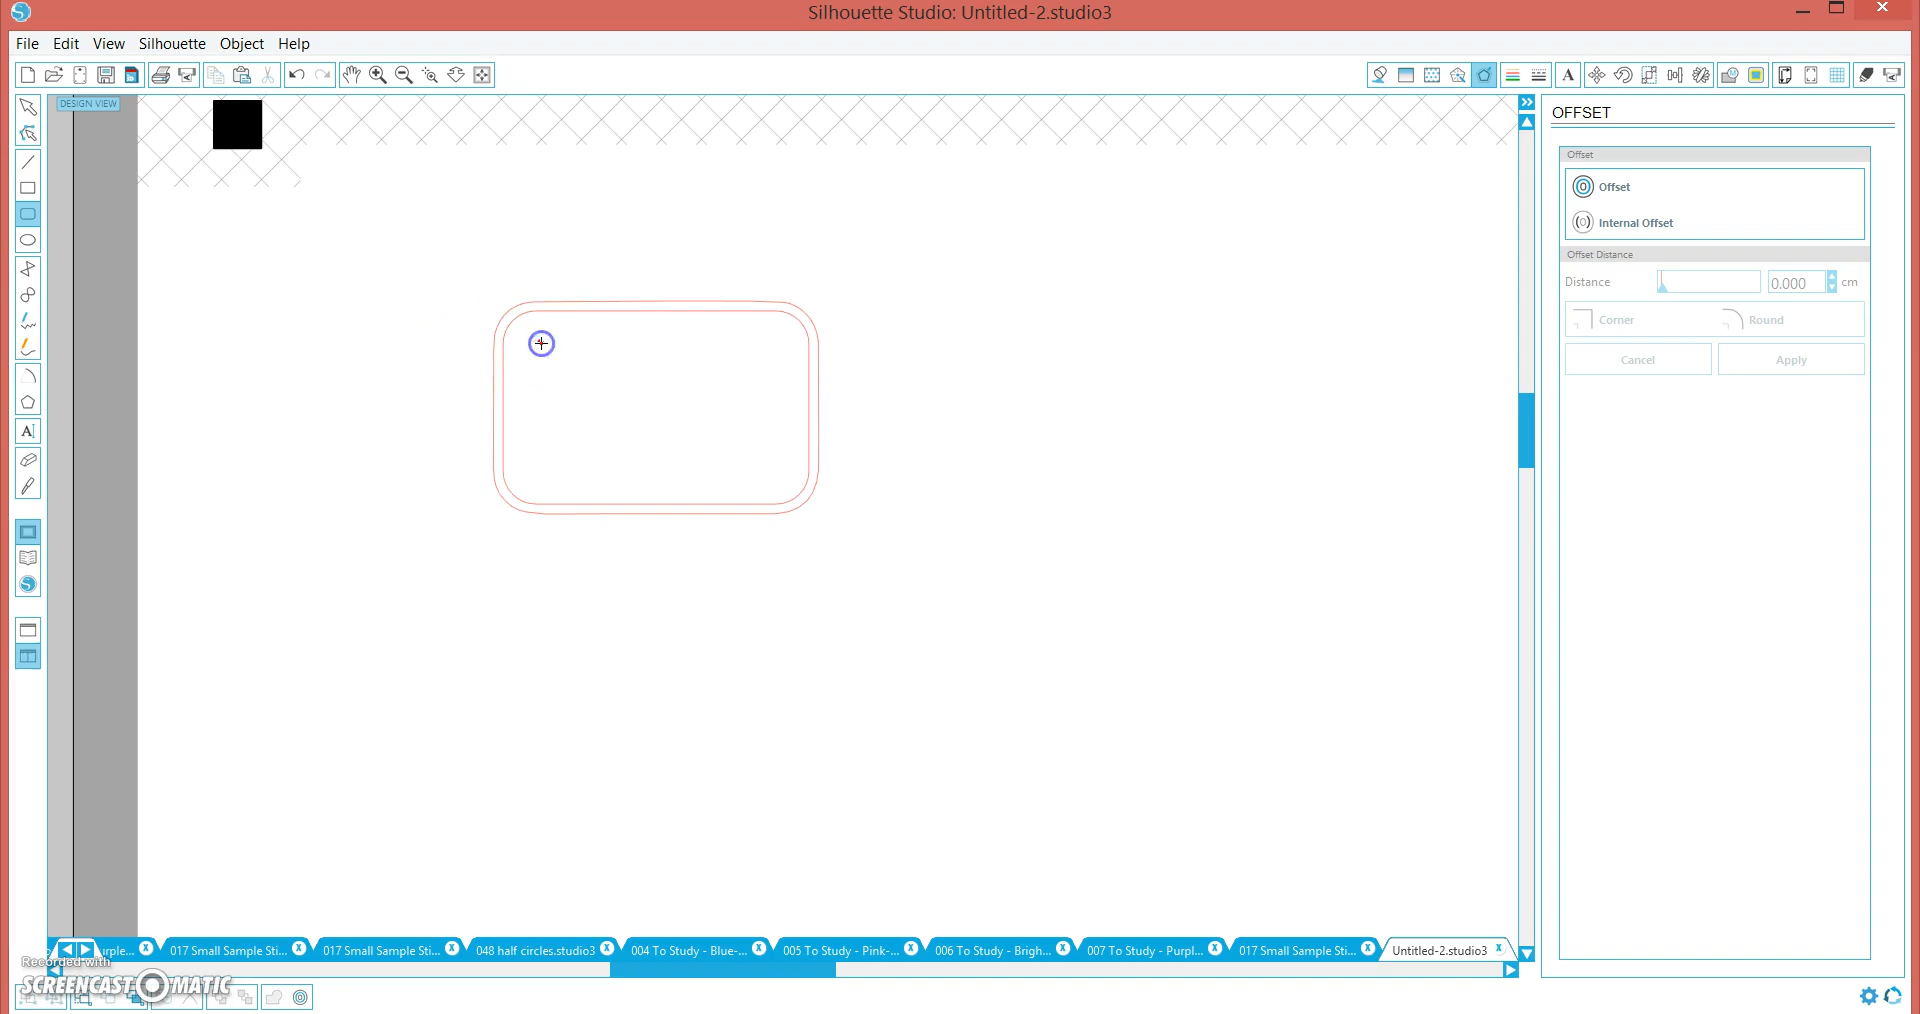 Silhouette Studio: Untitled-2.studio3
File Edit View Silhouette Object Help
DESIGN VIEW
OFFSET
Offset
Offset
Internal Offset
Offset Distance
Distance 0.000 cm
Corner Round
Cancel Apply
urple... 017 Small Sample Sti... 017 Small Sample Sti... 048 half circles.studio3 004 To Study - Blue-... 005 To Study - Pink-... 006 To Study - Brigh... 007 To Study - Purpl... 017 Small Sample Sti... Untitled-2.studio3
Recorded with
SCREENCAST-O-MATIC